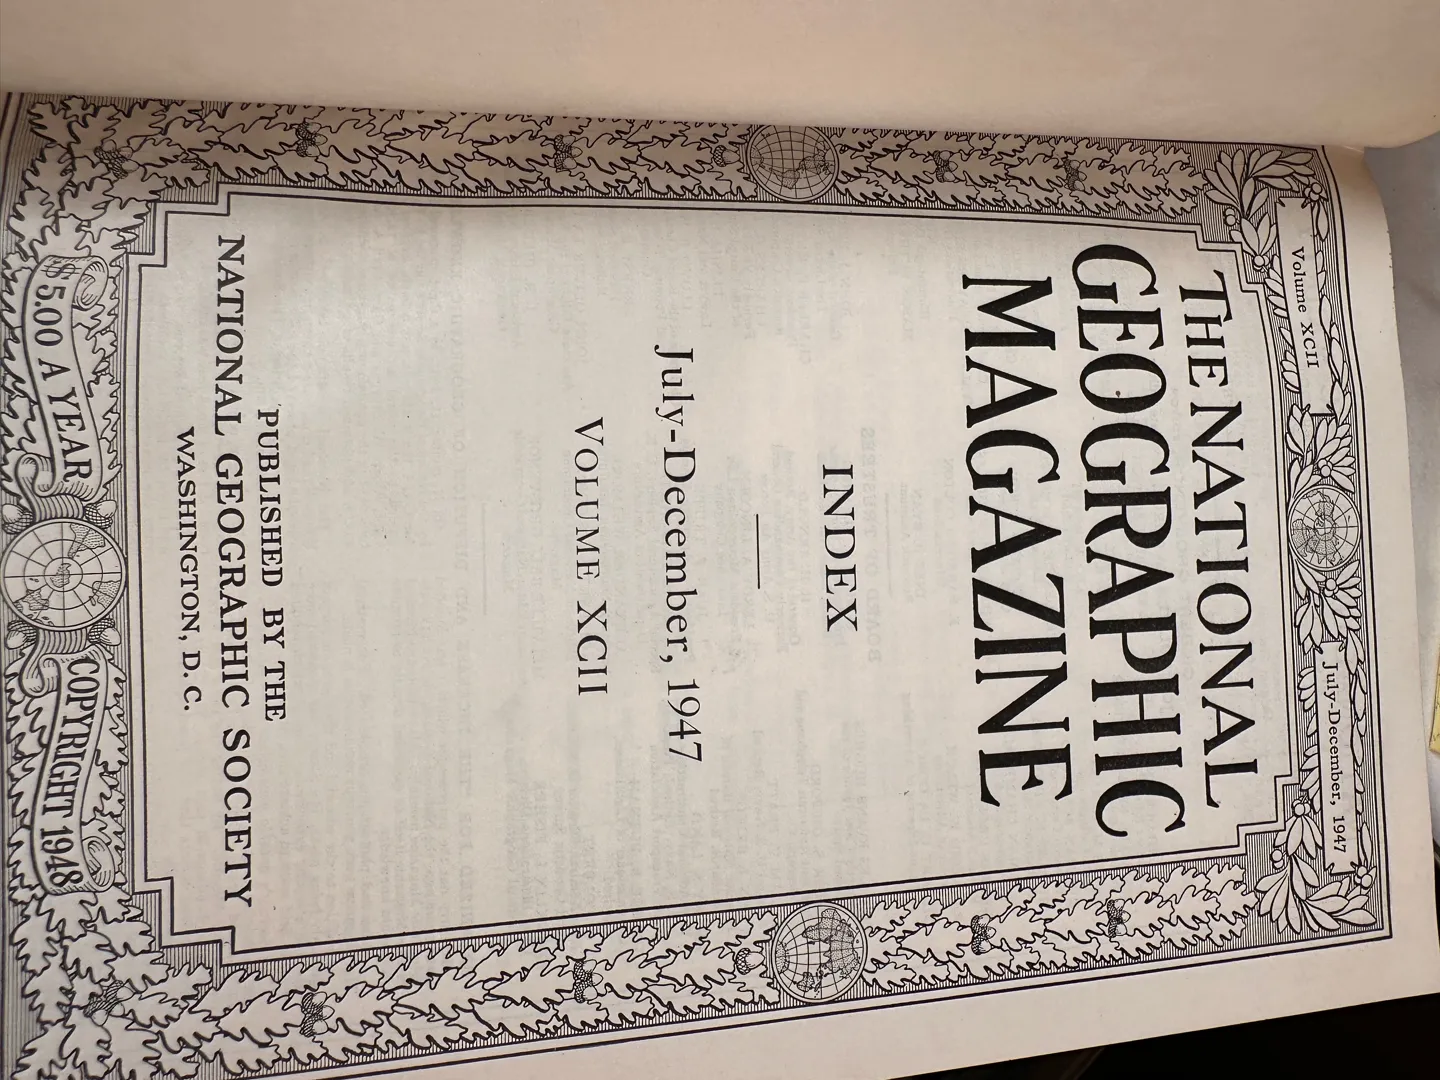 Volume XCII
July-December, 1947
THE NATIONAL
GEOGRAPHIC
MAGAZINE
INDEX
July-December, 1947
VOLUME XCII
PUBLISHED BY THE
NATIONAL GEOGRAPHIC SOCIETY
WASHINGTON, D. C.
$5.00 A YEAR
COPYRIGHT 1948